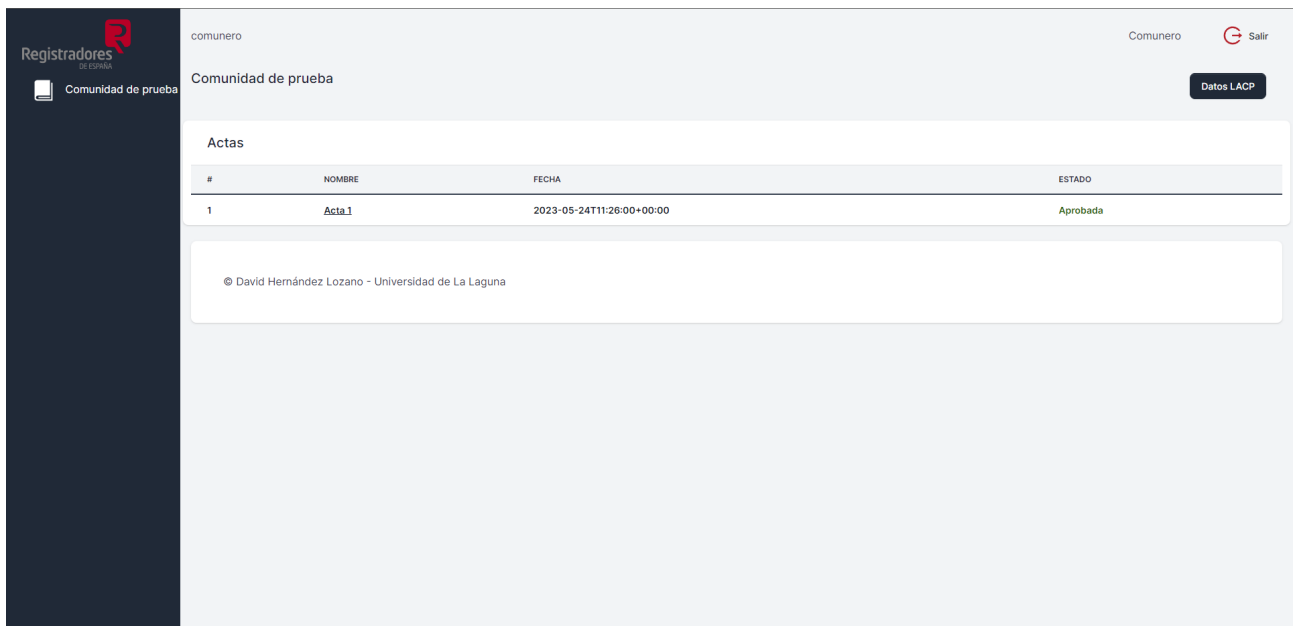 Registradores
DE ESPAÑA
Comunidad de prueba
comunero
Comunero
Salir
Comunidad de prueba
Datos LACP
Actas
# NOMBRE FECHA ESTADO
1 Acta 1 2023-05-24T11:26:00+00:00 Aprobada
© David Hernández Lozano - Universidad de La Laguna